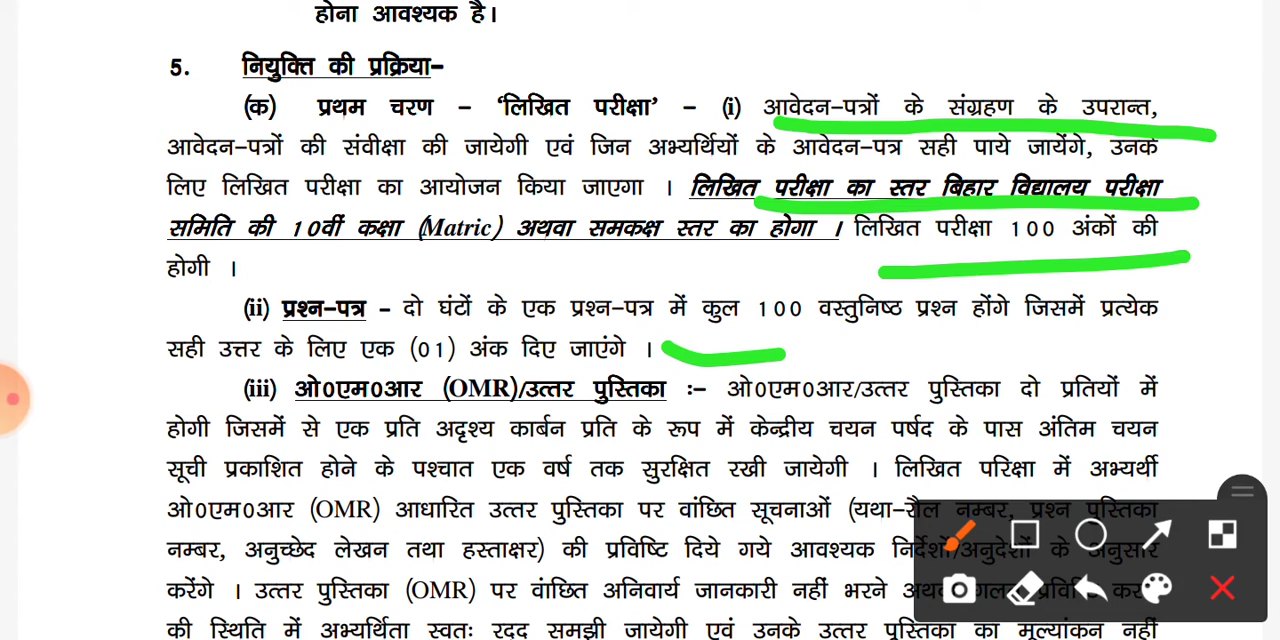 होना आवश्यक है।
5. नियुक्ति की प्रक्रिया-
(क) प्रथम चरण - 'लिखित परीक्षा' - (i) आवेदन-पत्रों के संग्रहण के उपरान्त,
आवेदन-पत्रों की संवीक्षा की जायेगी एवं जिन अभ्यर्थियों के आवेदन-पत्र सही पाये जायेंगे, उनके
लिए लिखित परीक्षा का आयोजन किया जाएगा । लिखित परीक्षा का स्तर बिहार विद्यालय परीक्षा
समिति की 10वीं कक्षा (Matric) अथवा समकक्ष स्तर का होगा । लिखित परीक्षा 100 अंकों की
होगी ।
(ii) प्रश्न-पत्र - दो घंटों के एक प्रश्न-पत्र में कुल 100 वस्तुनिष्ठ प्रश्न होंगे जिसमें प्रत्येक
सही उत्तर के लिए एक (01) अंक दिए जाएंगे ।
(iii) ओ0एम0आर (OMR)/उत्तर पुस्तिका :- ओ0एम0आर/उत्तर पुस्तिका दो प्रतियों में
होगी जिसमें से एक प्रति अदृश्य कार्बन प्रति के रूप में केन्द्रीय चयन पर्षद के पास अंतिम चयन
सूची प्रकाशित होने के पश्चात एक वर्ष तक सुरक्षित रखी जायेगी । लिखित परिक्षा में अभ्यर्थी
ओ0एम0आर (OMR) आधारित उत्तर पुस्तिका पर वांछित सूचनाओं (यथा-रौल नम्बर, प्रश्न पुस्तिका
नम्बर, अनुच्छेद लेखन तथा हस्ताक्षर) की प्रविष्टि दिये गये आवश्यक निर्देशों/अनुदेशों के अनुसार
करेंगे । उत्तर पुस्तिका (OMR) पर वांछित अनिवार्य जानकारी नहीं भरने
की स्थिति में अभ्यर्थिता स्वतः रदद समझी जायेगी एवं उनके उत्तर पुस्तिका का मूल्यांकन नहीं